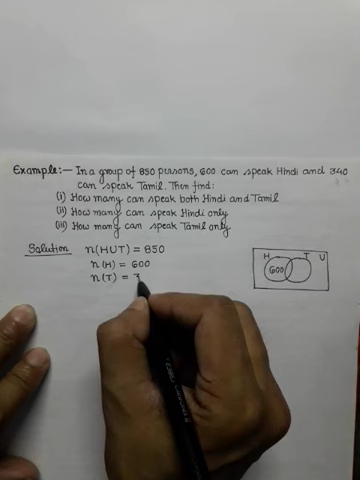 Example:— In a group of 850 persons, 600 can speak Hindi and 340
can speak Tamil. Then find:
(i) How many can speak both Hindi and Tamil
(ii) How many can speak Hindi only
(iii) How many can speak Tamil only.
Solution n(HUT) = 850
n(H) = 600
n(T) = 3
H T U
600